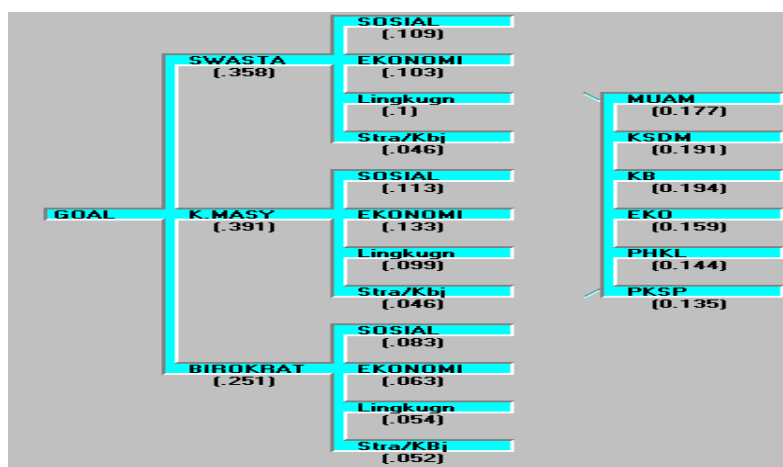 GOAL
SWASTA
(.358)
SOSIAL
(.109)
EKONOMI
(.103)
Lingkugn
(.1)
Stra/Kbj
(.046)
K.MASY
(.391)
SOSIAL
(.113)
EKONOMI
(.133)
Lingkugn
(.099)
Stra/Kbj
(.046)
BIROKRAT
(.251)
SOSIAL
(.083)
EKONOMI
(.063)
Lingkugn
(.054)
Stra/KBj
(.052)
MUAM
(0.177)
KSDM
(0.191)
KB
(0.194)
EKO
(0.159)
PHKL
(0.144)
PKSP
(0.135)